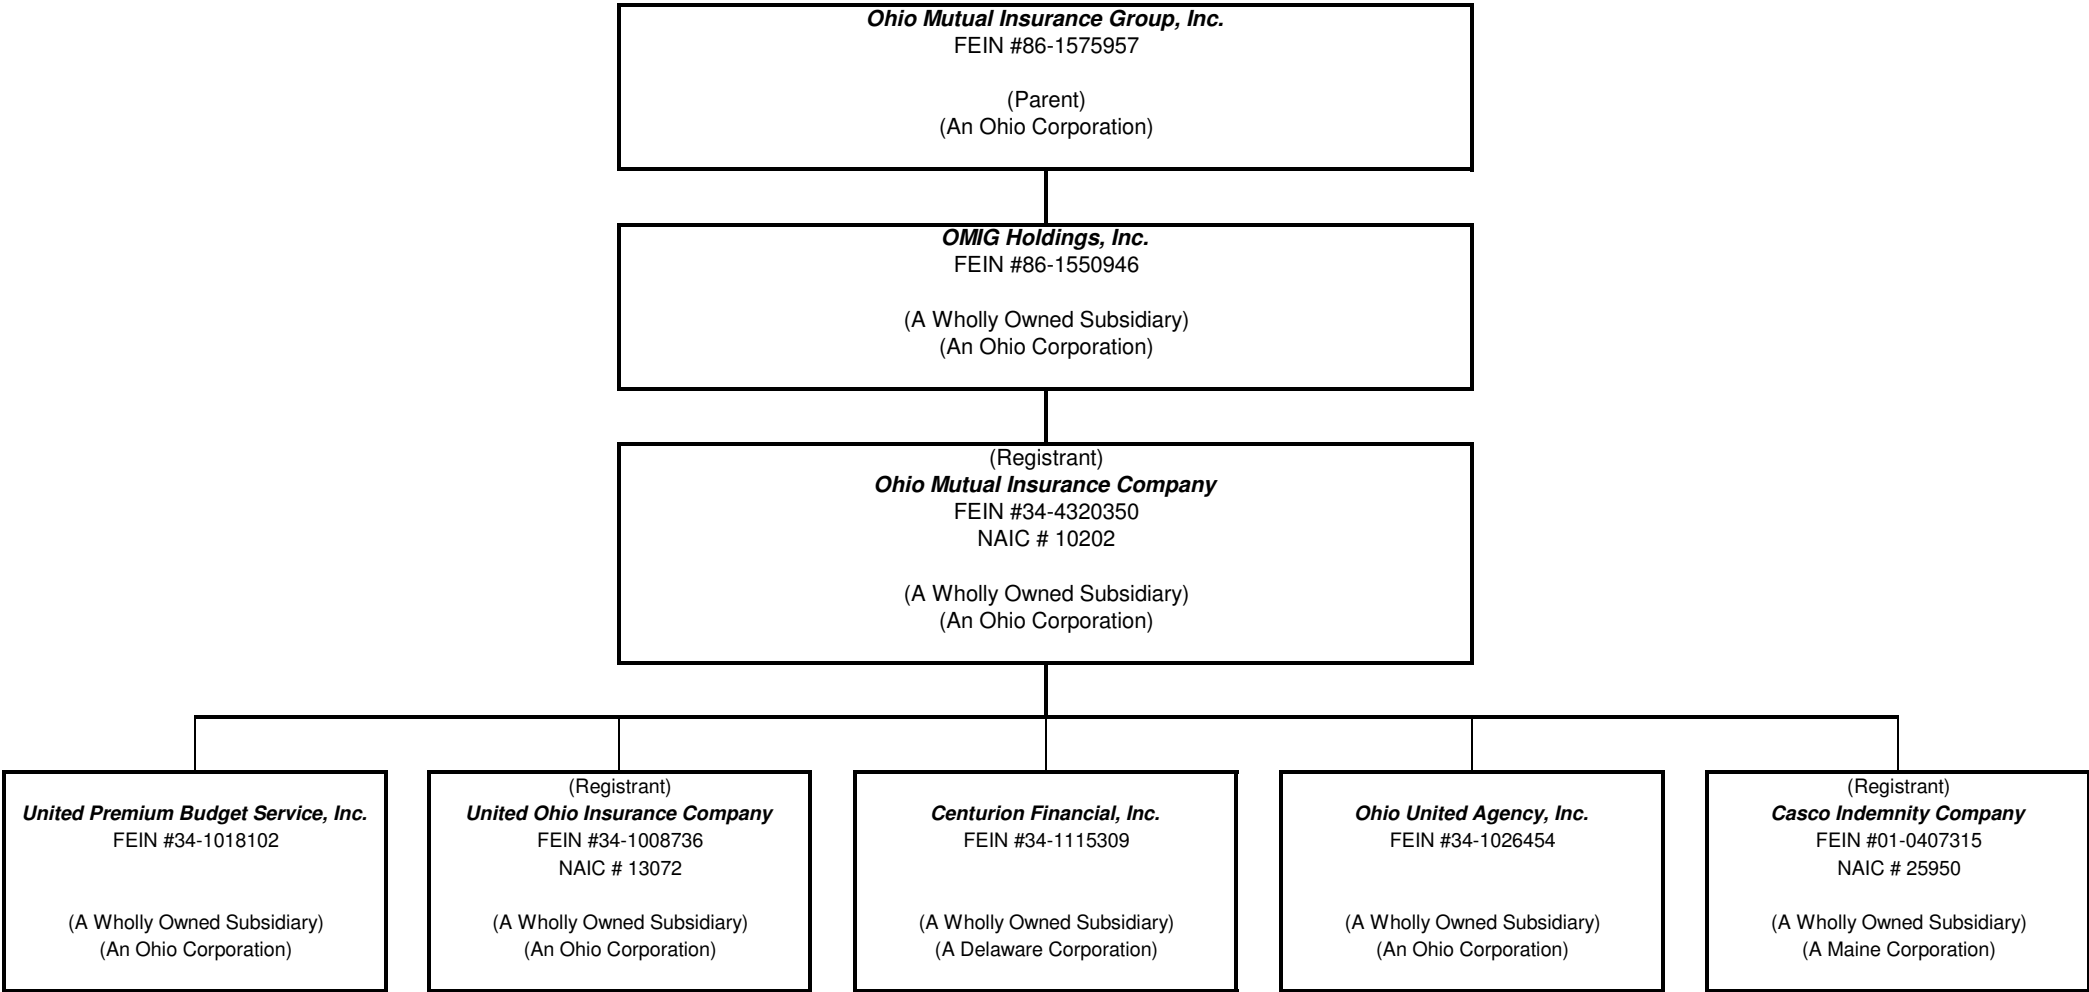 Ohio Mutual Insurance Group, Inc.
FEIN #86-1575957
(Parent)
(An Ohio Corporation)
OMIG Holdings, Inc.
FEIN #86-1550946
(A Wholly Owned Subsidiary)
(An Ohio Corporation)
(Registrant)
Ohio Mutual Insurance Company
FEIN #34-4320350
NAIC # 10202
(A Wholly Owned Subsidiary)
(An Ohio Corporation)
United Premium Budget Service, Inc.
FEIN #34-1018102
(A Wholly Owned Subsidiary)
(An Ohio Corporation)
(Registrant)
United Ohio Insurance Company
FEIN #34-1008736
NAIC # 13072
(A Wholly Owned Subsidiary)
(An Ohio Corporation)
Centurion Financial, Inc.
FEIN #34-1115309
(A Wholly Owned Subsidiary)
(A Delaware Corporation)
Ohio United Agency, Inc.
FEIN #34-1026454
(A Wholly Owned Subsidiary)
(An Ohio Corporation)
(Registrant)
Casco Indemnity Company
FEIN #01-0407315
NAIC # 25950
(A Wholly Owned Subsidiary)
(A Maine Corporation)